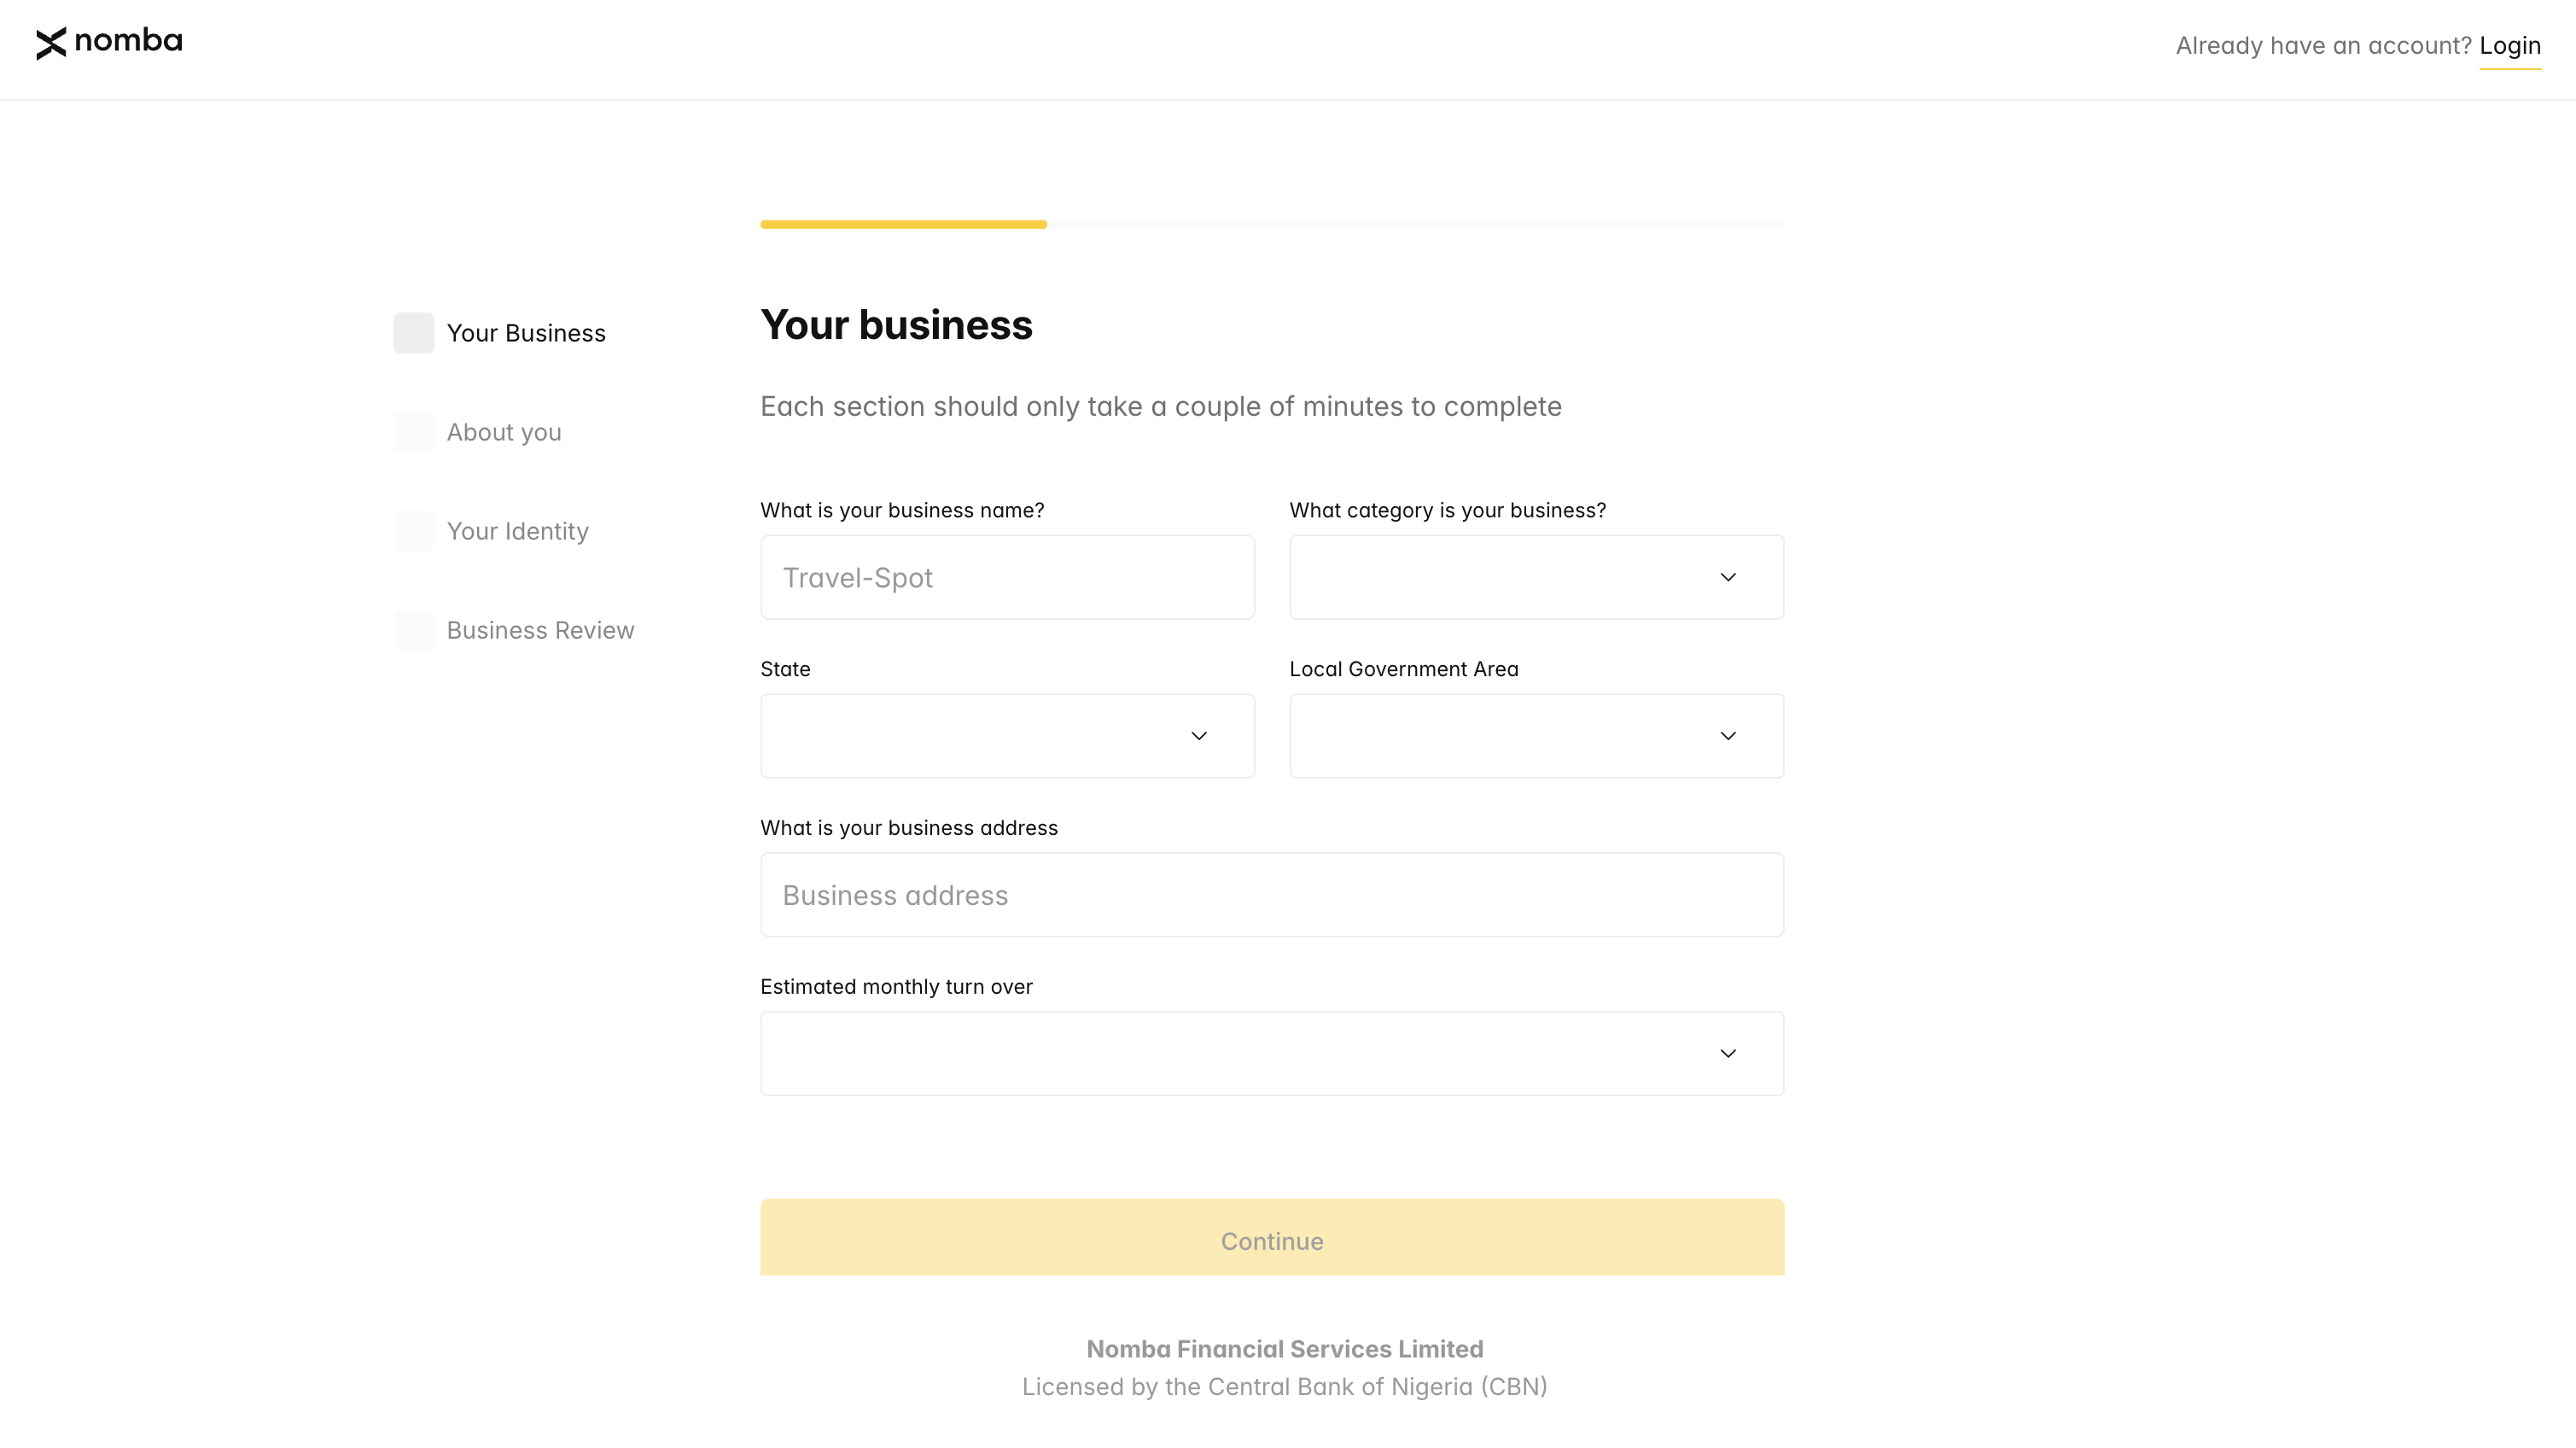 nomba
Already have an account? Login
Your Business
About you
Your Identity
Business Review
Your business
Each section should only take a couple of minutes to complete
What is your business name?
Travel-Spot
What category is your business?
State
Local Government Area
What is your business address
Business address
Estimated monthly turn over
Continue
Nomba Financial Services Limited
Licensed by the Central Bank of Nigeria (CBN)